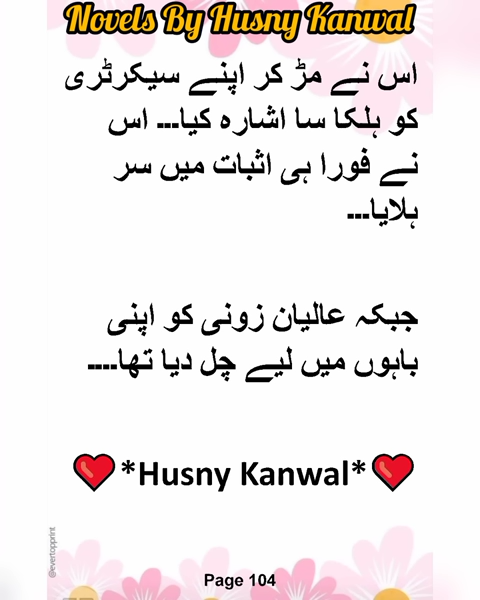 Novels By Husny Kanwal
اس نے مڑ کر اپنے سیکرٹری
کو ہلکا سا اشارہ کیا۔۔۔ اس
نے فورا ہی اثبات میں سر
ہلایا۔۔۔
جبکہ عالیان زونی کو اپنی
باہوں میں لیے چل دیا تھا۔۔۔۔
❤️*Husny Kanwal*❤️
@evertopprint
Page 104